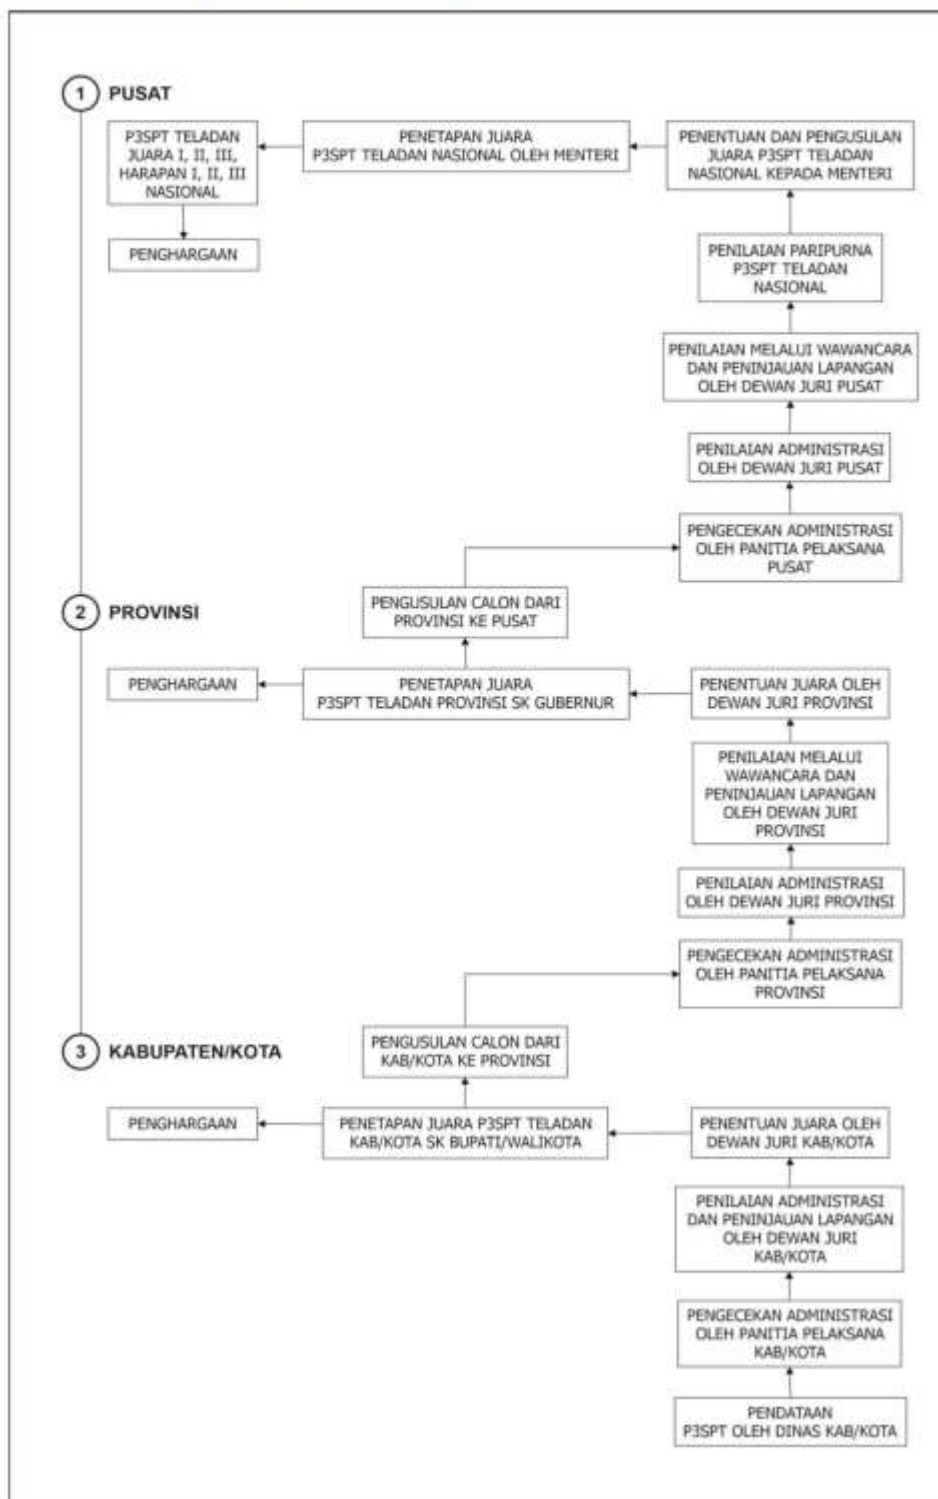 1 PUSAT
P3SPT TELADAN
JUARA I, II, III,
HARAPAN I, II, III
NASIONAL
PENETAPAN JUARA
P3SPT TELADAN NASIONAL OLEH MENTERI
PENENTUAN DAN PENGUSULAN
JUARA P3SPT TELADAN
NASIONAL KEPADA MENTERI
PENGHARGAAN
PENILAIAN PARIPURNA
P3SPT TELADAN
NASIONAL
PENILAIAN MELALUI WAWANCARA
DAN PENINJAUAN LAPANGAN
OLEH DEWAN JURI PUSAT
PENILAIAN ADMINISTRASI
OLEH DEWAN JURI PUSAT
PENGECEKAN ADMINISTRASI
OLEH PANITIA PELAKSANA
PUSAT
2 PROVINSI
PENGUSULAN CALON DARI
PROVINSI KE PUSAT
PENGHARGAAN
PENETAPAN JUARA
P3SPT TELADAN PROVINSI SK GUBERNUR
PENENTUAN JUARA OLEH
DEWAN JURI PROVINSI
PENILAIAN MELALUI
WAWANCARA DAN
PENINJAUAN LAPANGAN
OLEH DEWAN JURI
PROVINSI
PENILAIAN ADMINISTRASI
OLEH DEWAN JURI PROVINSI
PENGECEKAN ADMINISTRASI
OLEH PANITIA PELAKSANA
PROVINSI
3 KABUPATEN/KOTA
PENGUSULAN CALON DARI
KAB/KOTA KE PROVINSI
PENGHARGAAN
PENETAPAN JUARA P3SPT TELADAN
KAB/KOTA SK BUPATI/WALIKOTA
PENENTUAN JUARA OLEH
DEWAN JURI KAB/KOTA
PENILAIAN ADMINISTRASI
DAN PENINJAUAN LAPANGAN
OLEH DEWAN JURI
KAB/KOTA
PENGECEKAN ADMINISTRASI
OLEH PANITIA PELAKSANA
KAB/KOTA
PENDATAAN
P3SPT OLEH DINAS KAB/KOTA